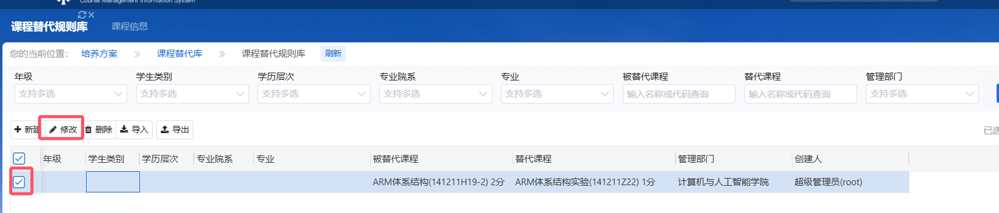 Course Management Information System
课程替代规则库 课程信息
您的当前位置： 培养方案 课程替代库 课程替代规则库 刷新
年级 学生类别 学历层次 专业院系 专业 被替代课程 替代课程 管理部门
支持多选 支持多选 支持多选 支持多选 支持多选 输入名称或代码查询 输入名称或代码查询 支持多选
新建 修改 删除 导入 导出 已选
年级 学生类别 学历层次 专业院系 专业 被替代课程 替代课程 管理部门 创建人
ARM体系结构(141211H19-2) 2分 ARM体系结构实验(141211Z22) 1分 计算机与人工智能学院 超级管理员(root)